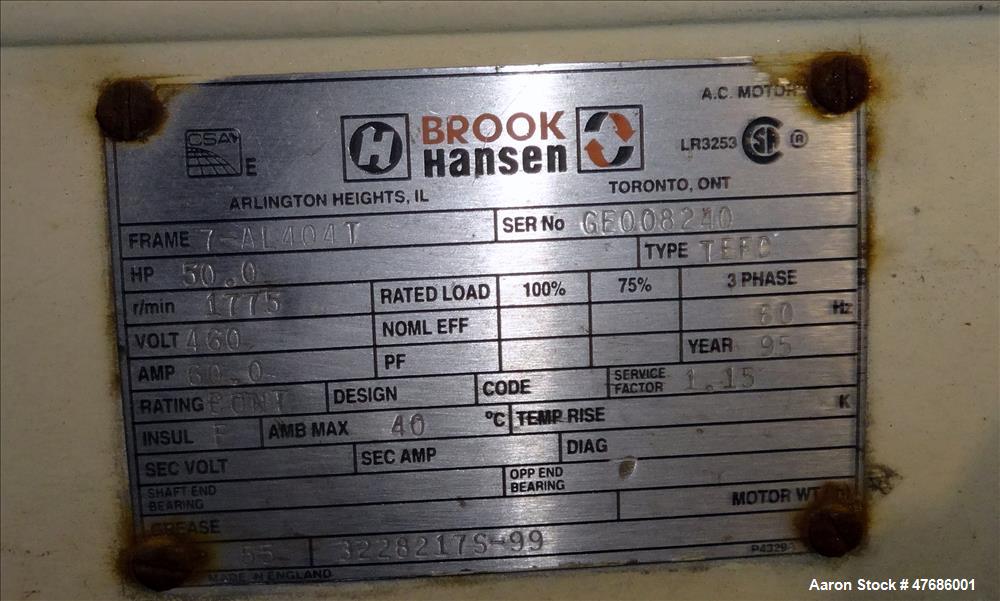 A.C. MOTOR
CSA E H BROOK Hansen LR3253 SA ®
ARLINGTON HEIGHTS, IL TORONTO, ONT
FRAME 7-AL404T SER No GE008240
HP 50.0 TYPE TEFC
r/min 1775 RATED LOAD 100% 75% 3 PHASE
VOLT 460 NOML EFF 60 Hz
AMP 60.0 PF YEAR 95
RATING CONT DESIGN CODE SERVICE FACTOR 1.15
INSUL F AMB MAX 40 °C TEMP RISE K
SEC VOLT SEC AMP DIAG
SHAFT END BEARING OPP END BEARING
GREASE MOTOR WT
55 3228217S-99
MADE IN ENGLAND
Aaron Stock # 47686001